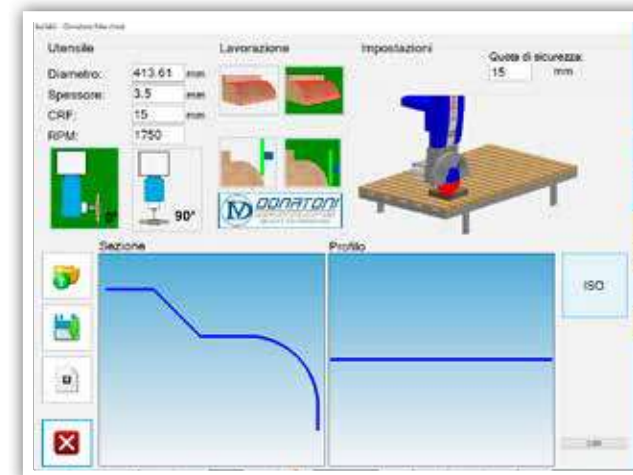 Utensile
Lavorazione
Impostazioni
Diametro: 413.61 mm
Spessore: 3.5 mm
CRF: 15 mm
RPM: 1750
Quota di sicurezza:
15 mm
0°
90°
DONATONI
Sezione
Profilo
ISO